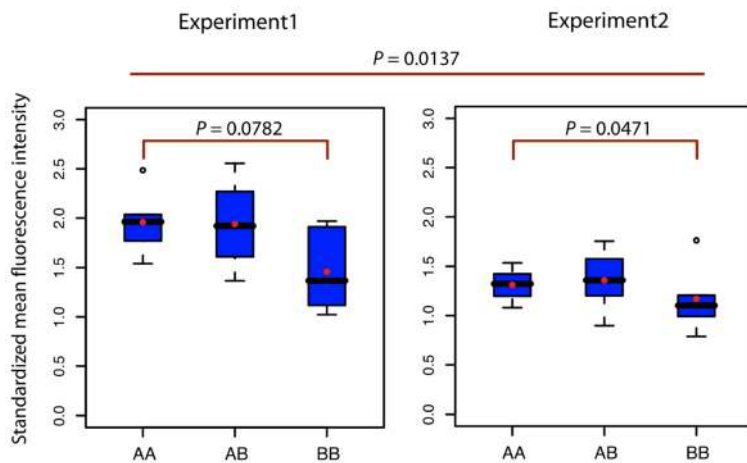 Experiment1
Experiment2
P = 0.0137
Standardized mean fluorescence intensity
3.0
2.5
2.0
1.5
1.0
0.5
0.0
P = 0.0782
AA
AB
BB
3.0
2.5
2.0
1.5
1.0
0.5
0.0
P = 0.0471
AA
AB
BB